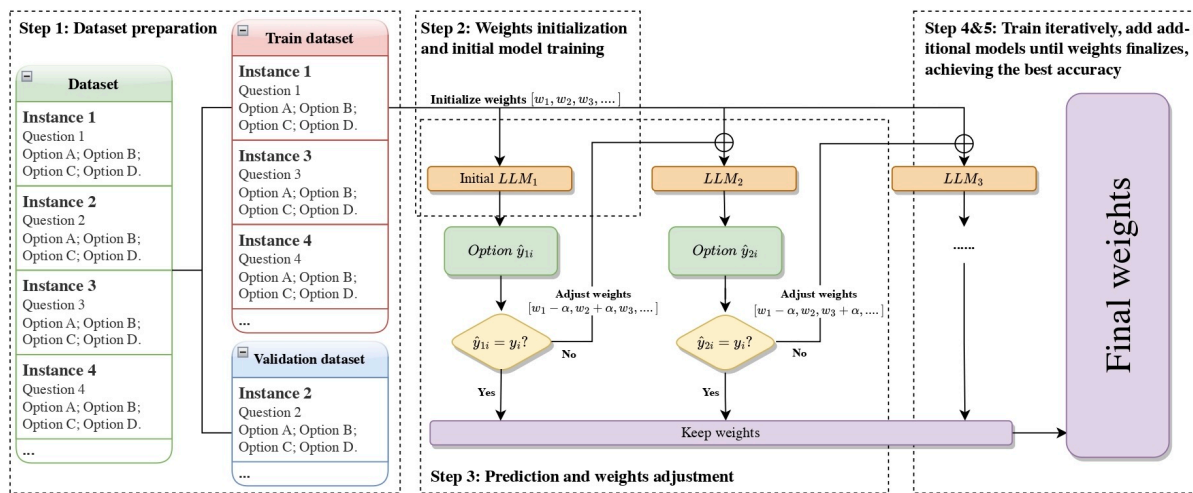 Step 1: Dataset preparation
Dataset
Instance 1
Question 1
Option A; Option B;
Option C; Option D.
Instance 2
Question 2
Option A; Option B;
Option C; Option D.
Instance 3
Question 3
Option A; Option B;
Option C; Option D.
Instance 4
Question 4
Option A; Option B;
Option C; Option D.
...
Train dataset
Instance 1
Question 1
Option A; Option B;
Option C; Option D.
Instance 3
Question 3
Option A; Option B;
Option C; Option D.
Instance 4
Question 4
Option A; Option B;
Option C; Option D.
...
Validation dataset
Instance 2
Question 2
Option A; Option B;
Option C; Option D.
...
Step 2: Weights initialization
and initial model training
Initialize weights [w₁, w₂, w₃, ....]
Initial LLM₁
Option ŷ₁ᵢ
ŷ₁ᵢ = yᵢ?
No
Yes
Adjust weights
[w₁ − α, w₂ + α, w₃, ....]
LLM₂
Option ŷ₂ᵢ
ŷ₂ᵢ = yᵢ?
No
Yes
Adjust weights
[w₁ − α, w₂, w₃ + α, ....]
Keep weights
Step 3: Prediction and weights adjustment
Step 4&5: Train iteratively, add add-
itional models until weights finalizes,
achieving the best accuracy
LLM₃
......
Final weights